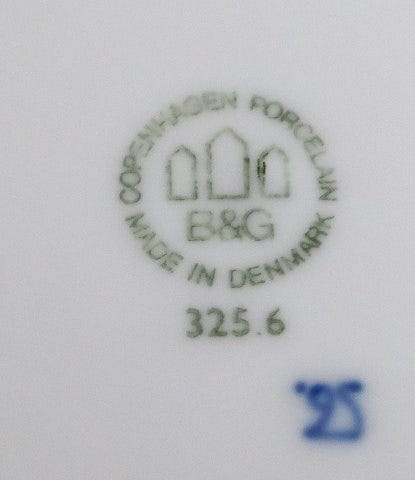 COPENHAGEN PORCELAIN
B&G
MADE IN DENMARK
325.6